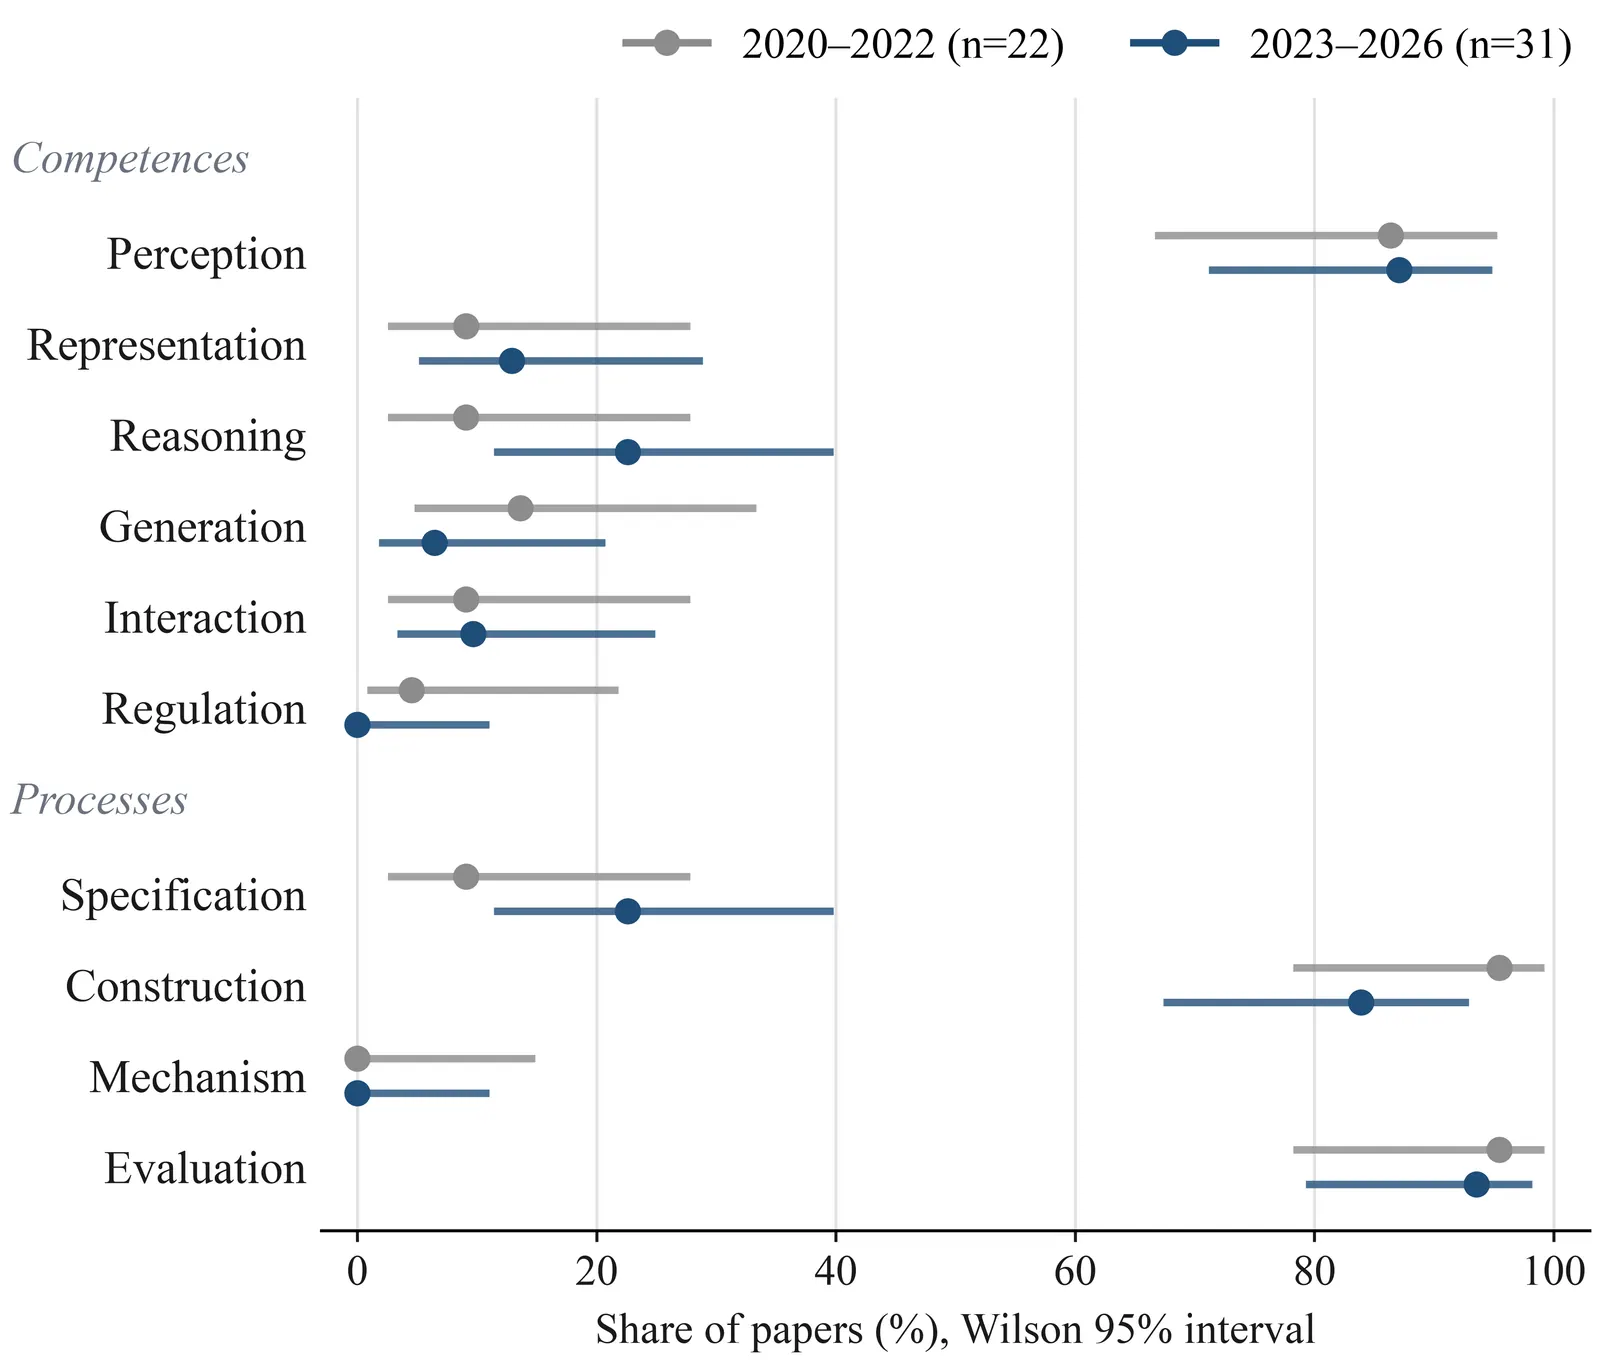 2020–2022 (n=22) 2023–2026 (n=31)
Competences
Perception
Representation
Reasoning
Generation
Interaction
Regulation
Processes
Specification
Construction
Mechanism
Evaluation
0 20 40 60 80 100
Share of papers (%), Wilson 95% interval